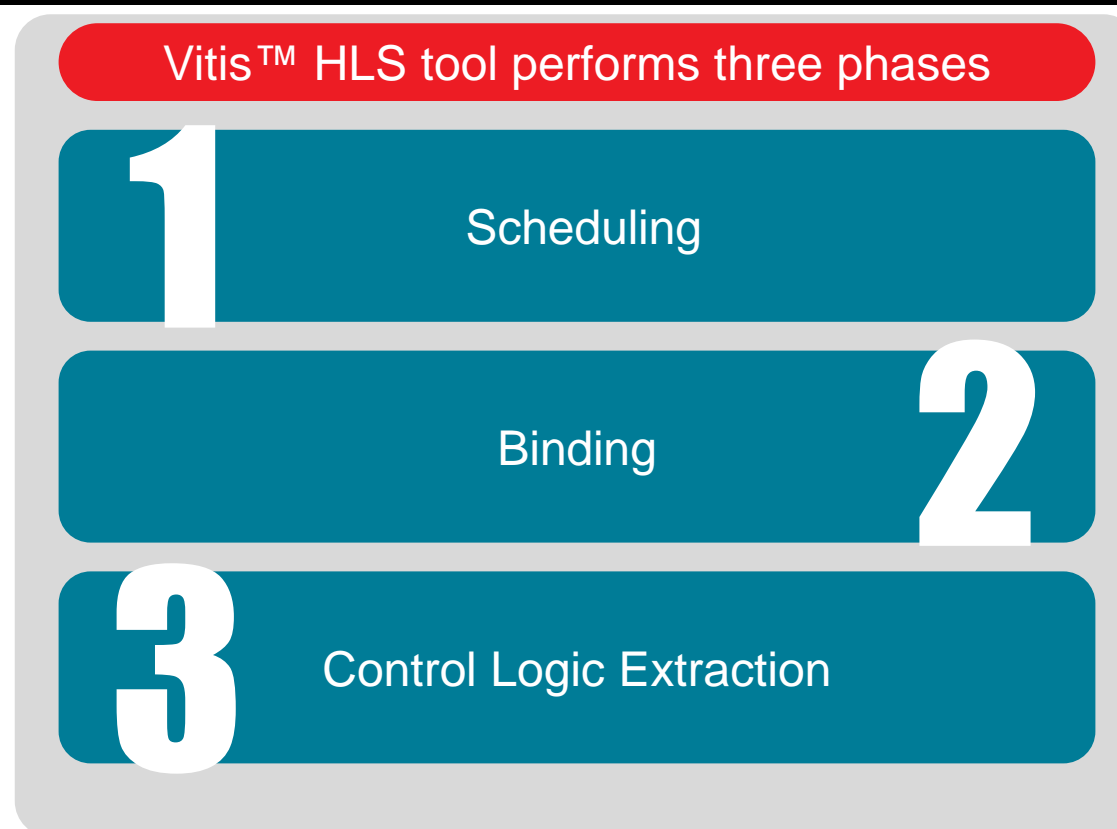 Vitis™ HLS tool performs three phases
1
Scheduling
Binding
2
3
Control Logic Extraction